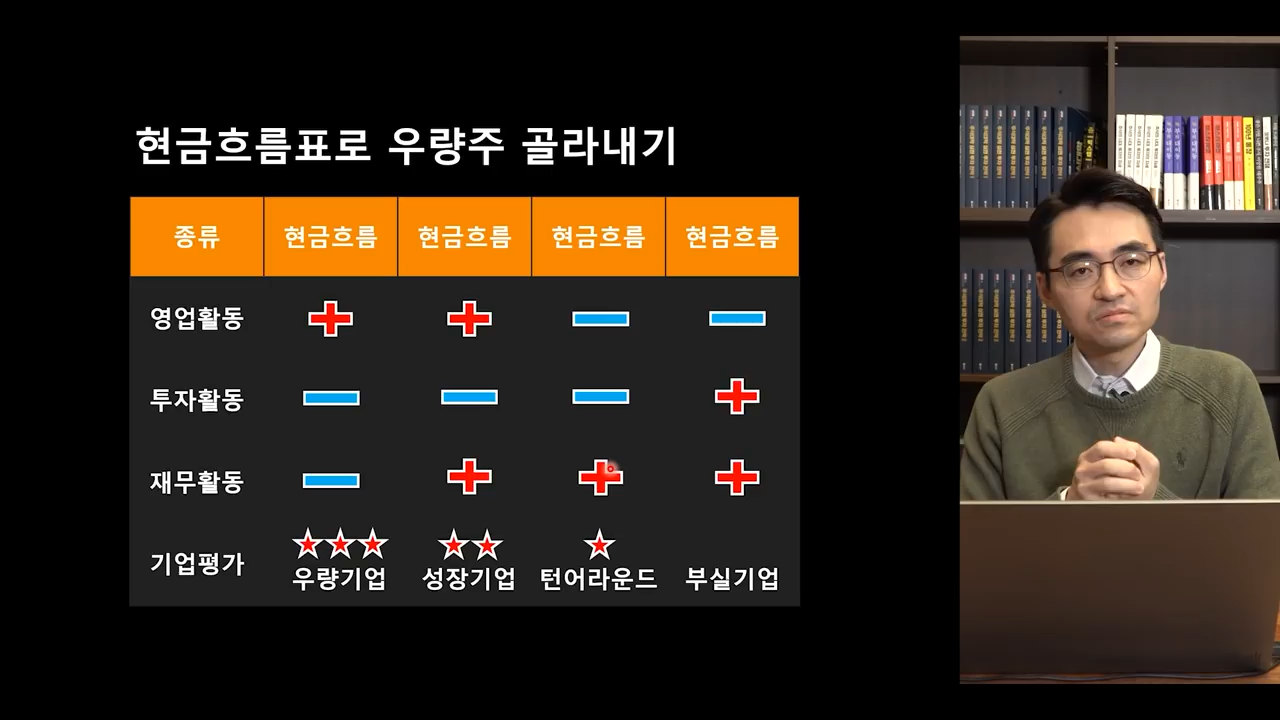 현금흐름표로 우량주 골라내기
종류 현금흐름 현금흐름 현금흐름 현금흐름
영업활동
투자활동
재무활동
기업평가 우량기업 성장기업 턴어라운드 부실기업